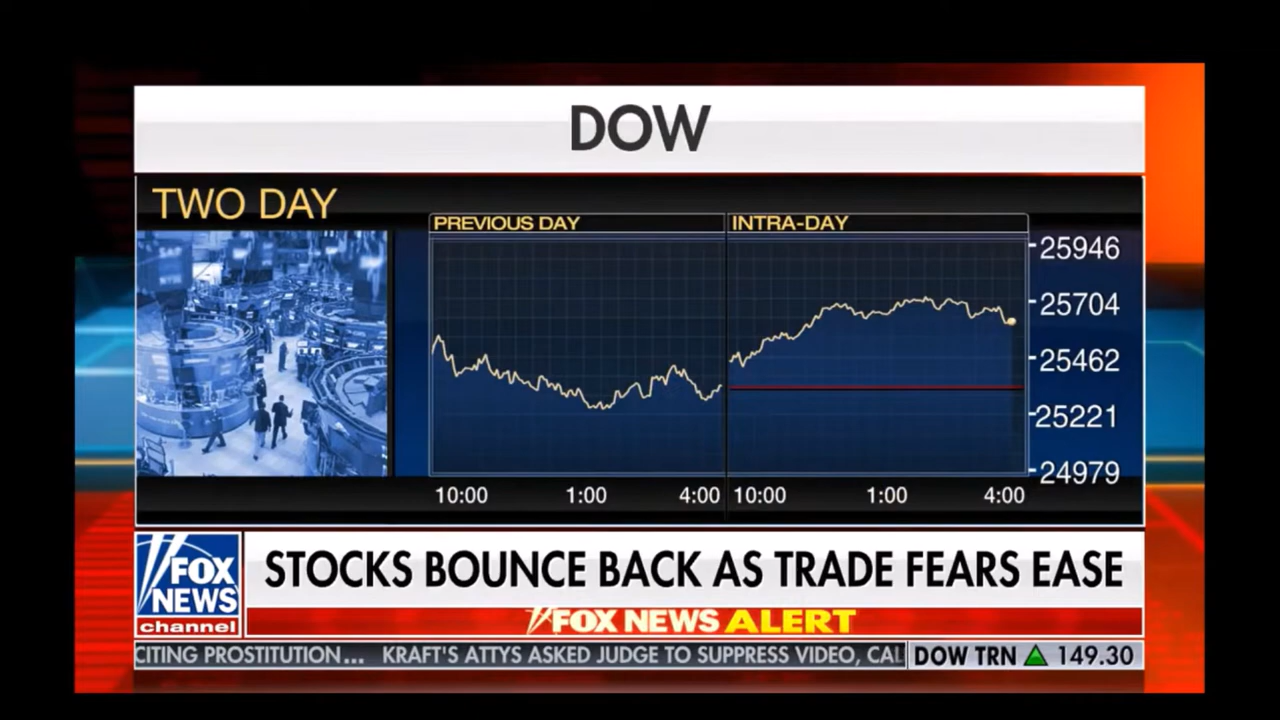 DOW
TWO DAY
PREVIOUS DAY
INTRA-DAY
25946
25704
25462
25221
24979
10:00 1:00 4:00 10:00 1:00 4:00
STOCKS BOUNCE BACK AS TRADE FEARS EASE
FOX NEWS ALERT
FOX
NEWS
channel
CITING PROSTITUTION... KRAFT'S ATTYS ASKED JUDGE TO SUPPRESS VIDEO, CAL
DOW TRN 149.30